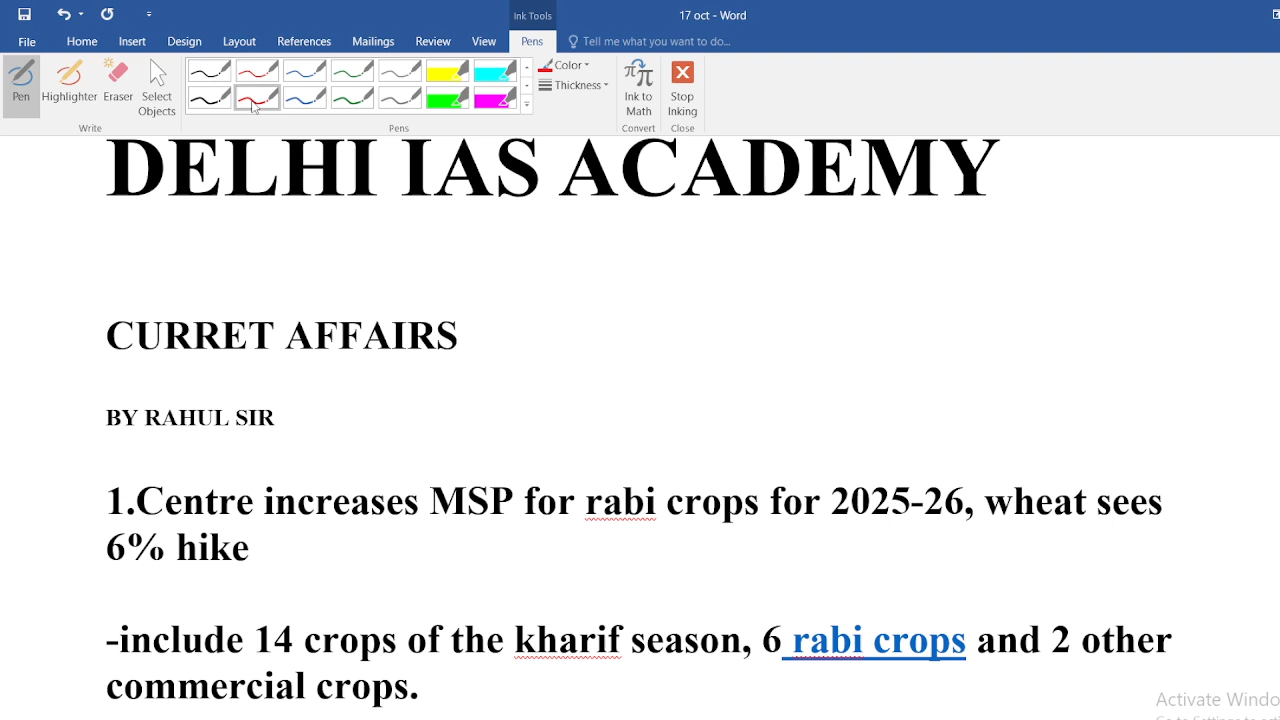 Ink Tools
17 oct - Word
File Home Insert Design Layout References Mailings Review View Pens Tell me what you want to do...
Pen Highlighter Eraser Select Objects
Color
Thickness
Ink to Math
Stop Inking
Write Pens Convert Close
DELHI IAS ACADEMY
CURRET AFFAIRS
BY RAHUL SIR
1.Centre increases MSP for rabi crops for 2025-26, wheat sees
6% hike
-include 14 crops of the kharif season, 6 rabi crops and 2 other
commercial crops.
Activate Windo